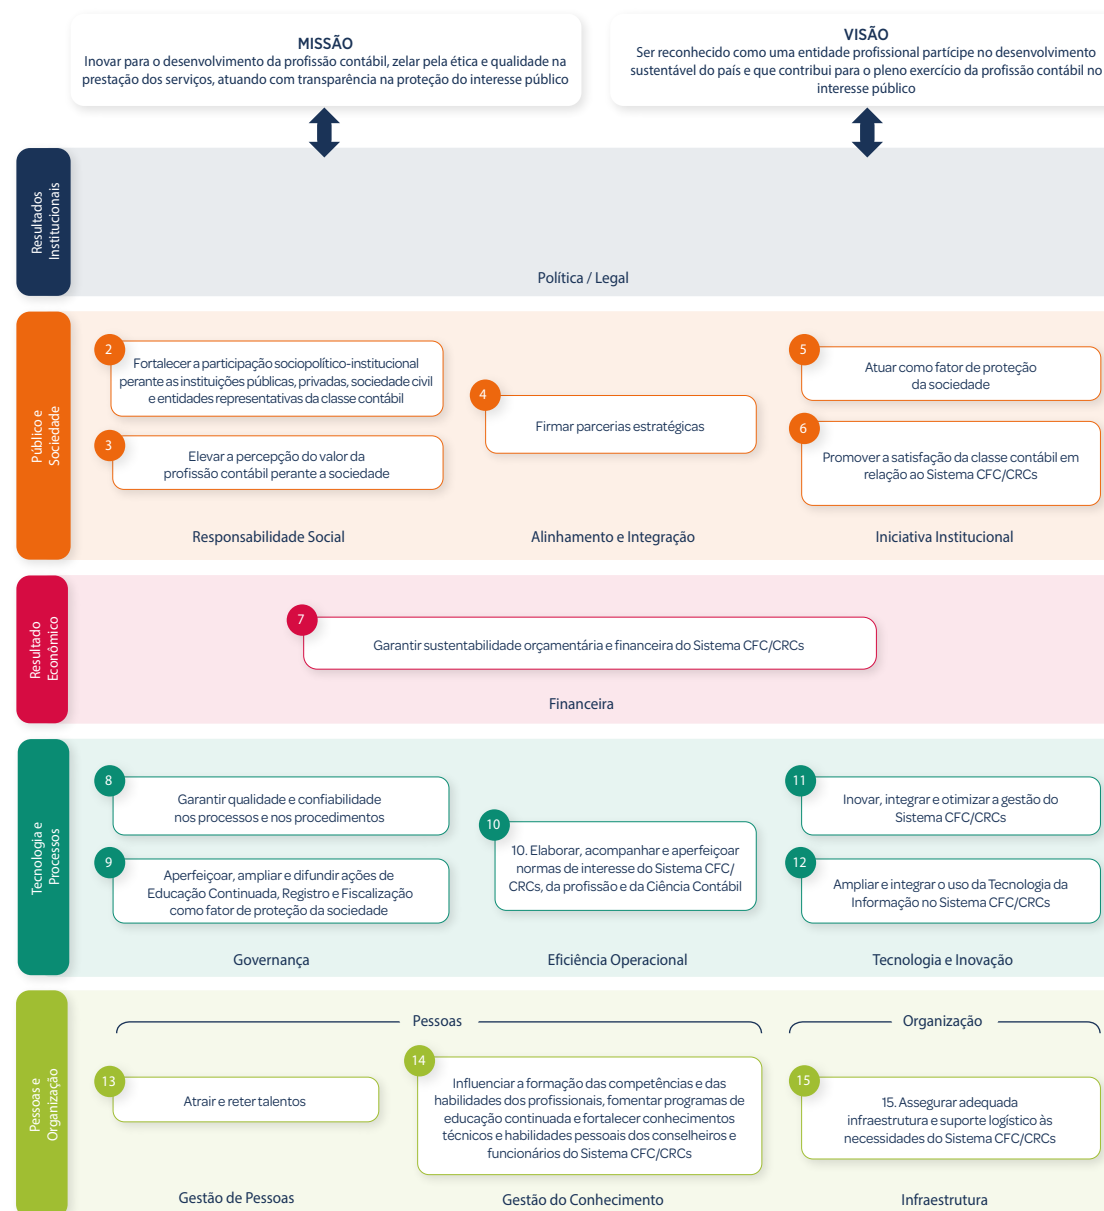 MISSÃO
Inovar para o desenvolvimento da profissão contábil, zelar pela ética e qualidade na
prestação dos serviços, atuando com transparência na proteção do interesse público
VISÃO
Ser reconhecido como uma entidade profissional partícipe no desenvolvimento
sustentável do país e que contribui para o pleno exercício da profissão contábil no
interesse público
Resultados
Institucionais
Política / Legal
Público e
Sociedade
2
Fortalecer a participação sociopolítico-institucional
perante as instituições públicas, privadas, sociedade civil
e entidades representativas da classe contábil
3
Elevar a percepção do valor da
profissão contábil perante a sociedade
Responsabilidade Social
4
Firmar parcerias estratégicas
Alinhamento e Integração
5
Atuar como fator de proteção
da sociedade
6
Promover a satisfação da classe contábil em
relação ao Sistema CFC/CRCs
Iniciativa Institucional
Resultado
Econômico
7
Garantir sustentabilidade orçamentária e financeira do Sistema CFC/CRCs
Financeira
Tecnologia e
Processos
8
Garantir qualidade e confiabilidade
nos processos e nos procedimentos
9
Aperfeiçoar, ampliar e difundir ações de
Educação Continuada, Registro e Fiscalização
como fator de proteção da sociedade
Governança
10
10. Elaborar, acompanhar e aperfeiçoar
normas de interesse do Sistema CFC/
CRCs, da profissão e da Ciência Contábil
Eficiência Operacional
11
Inovar, integrar e otimizar a gestão do
Sistema CFC/CRCs
12
Ampliar e integrar o uso da Tecnologia da
Informação no Sistema CFC/CRCs
Tecnologia e Inovação
Pessoas e
Organização
Pessoas
13
Atrair e reter talentos
Gestão de Pessoas
14
Influenciar a formação das competências e das
habilidades dos profissionais, fomentar programas de
educação continuada e fortalecer conhecimentos
técnicos e habilidades pessoais dos conselheiros e
funcionários do Sistema CFC/CRCs
Gestão do Conhecimento
Organização
15
15. Assegurar adequada
infraestrutura e suporte logístico às
necessidades do Sistema CFC/CRCs
Infraestrutura